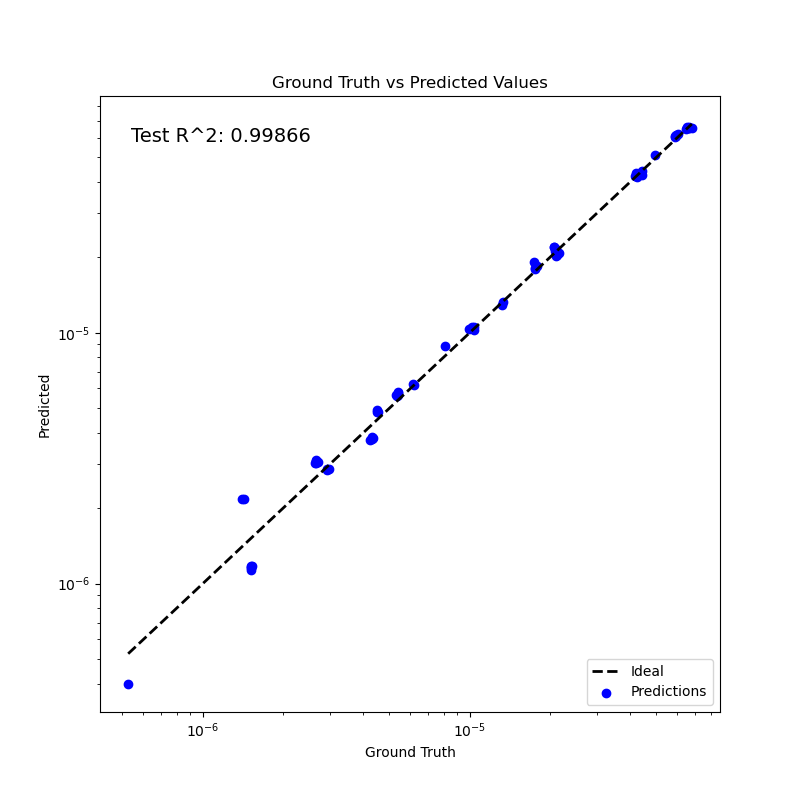 Ground Truth vs Predicted Values
Test R^2: 0.99866
Predicted
10⁻⁵
10⁻⁶
Ideal
Predictions
10⁻⁶
10⁻⁵
Ground Truth